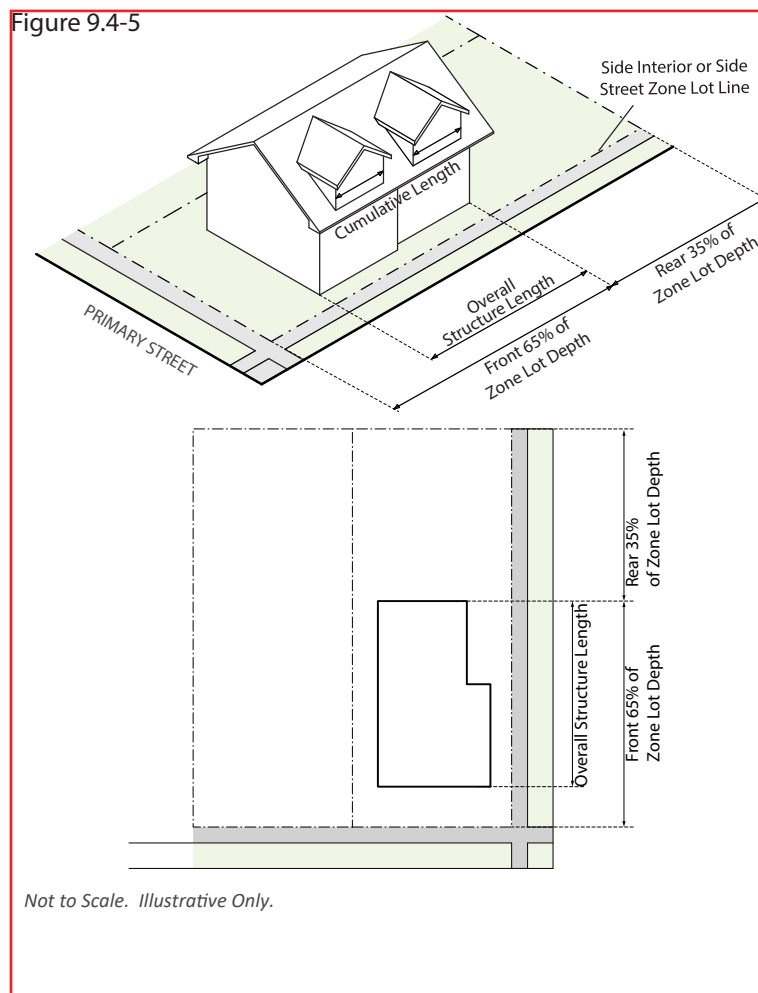 Figure 9.4-5
Side Interior or Side
Street Zone Lot Line
Cumulative Length
Rear 35% of
Zone Lot Depth
Overall
Structure Length
Front 65% of
Zone Lot Depth
PRIMARY STREET
Rear 35%
of Zone Lot Depth
Overall Structure Length
Front 65% of
Zone Lot Depth
Not to Scale. Illustrative Only.